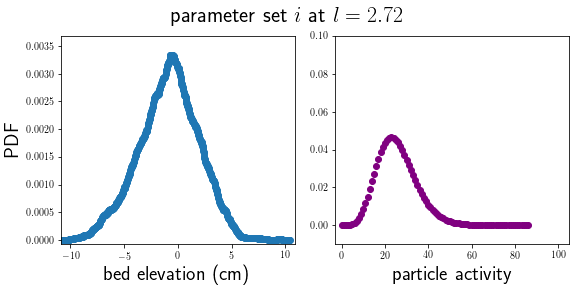 parameter set i at l = 2.72
PDF
0.0035
0.0030
0.0025
0.0020
0.0015
0.0010
0.0005
0.0000
−10 −5 0 5 10
bed elevation (cm)
0.10
0.08
0.06
0.04
0.02
0.00
0 20 40 60 80 100
particle activity